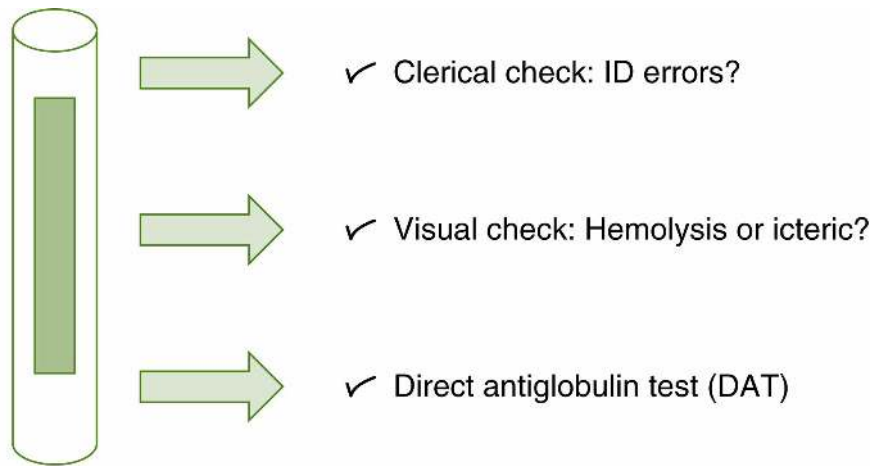 ✓ Clerical check: ID errors?
✓ Visual check: Hemolysis or icteric?
✓ Direct antiglobulin test (DAT)